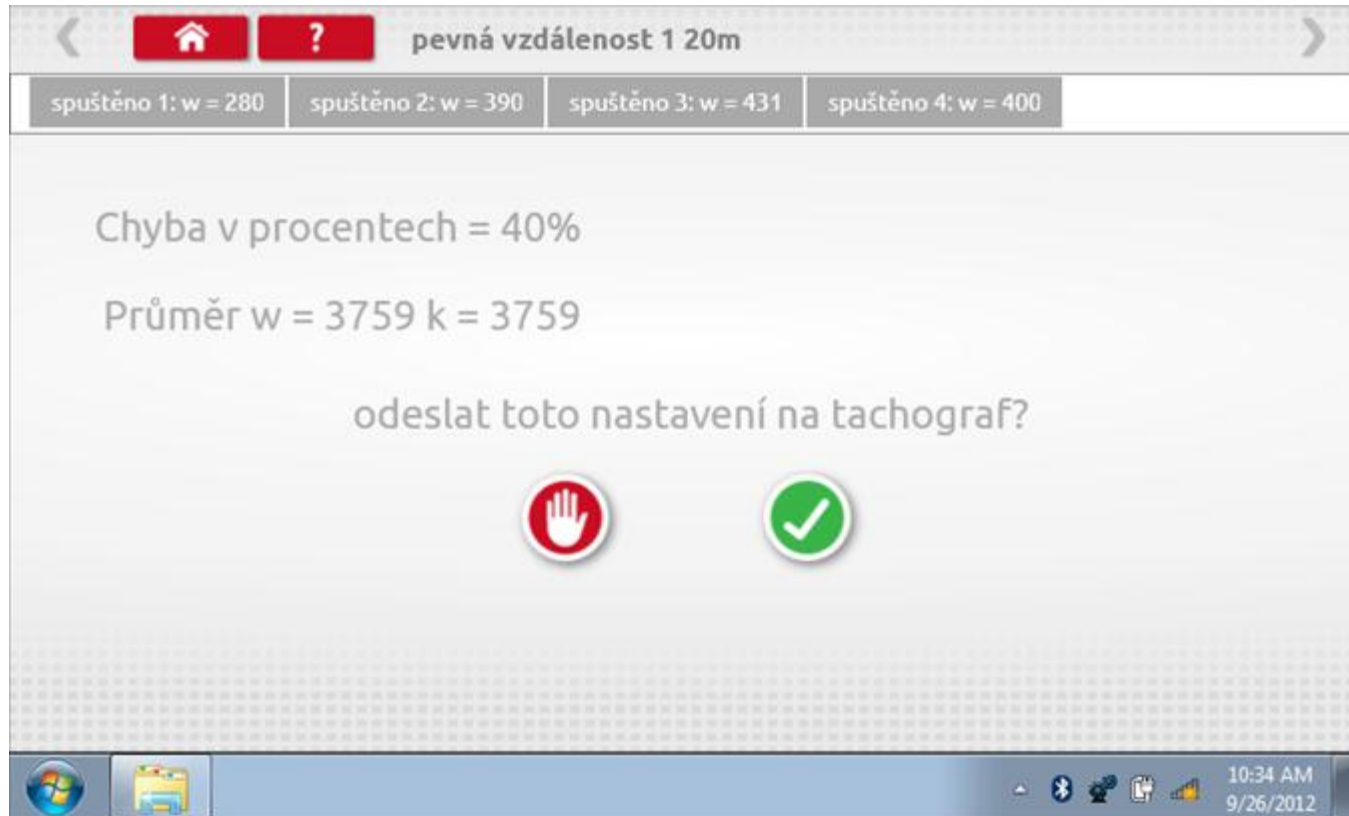 ? pevná vzdálenost 1 20m
spuštěno 1: w = 280 spuštěno 2: w = 390 spuštěno 3: w = 431 spuštěno 4: w = 400
Chyba v procentech = 40%
Průměr w = 3759 k = 3759
odeslat toto nastavení na tachograf?
10:34 AM
9/26/2012